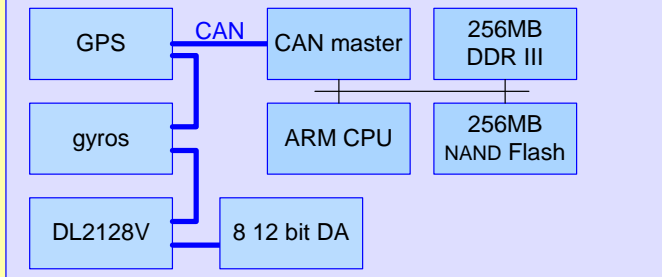 GPS
CAN
CAN master
256MB
DDR III
gyros
ARM CPU
256MB
NAND Flash
DL2128V
8 12 bit DA